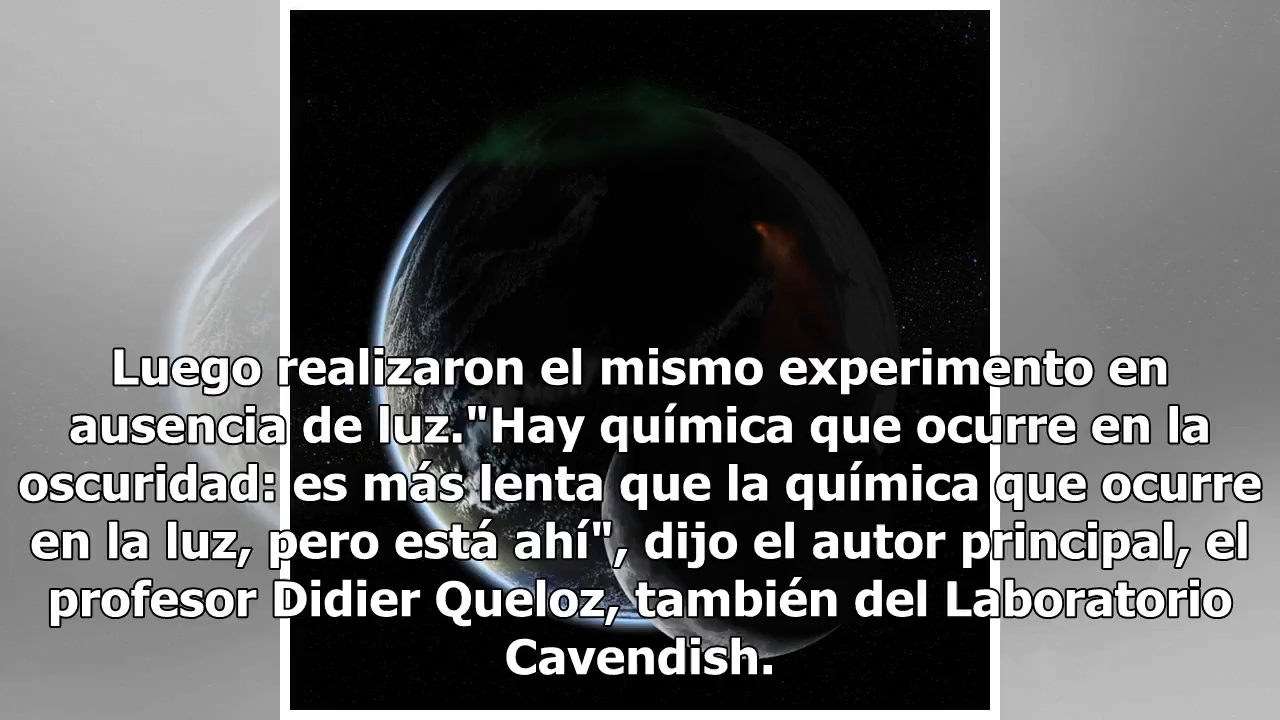 Luego realizaron el mismo experimento en
ausencia de luz."Hay química que ocurre en la
oscuridad: es más lenta que la química que ocurre
en la luz, pero está ahí", dijo el autor principal, el
profesor Didier Queloz, también del Laboratorio
Cavendish.